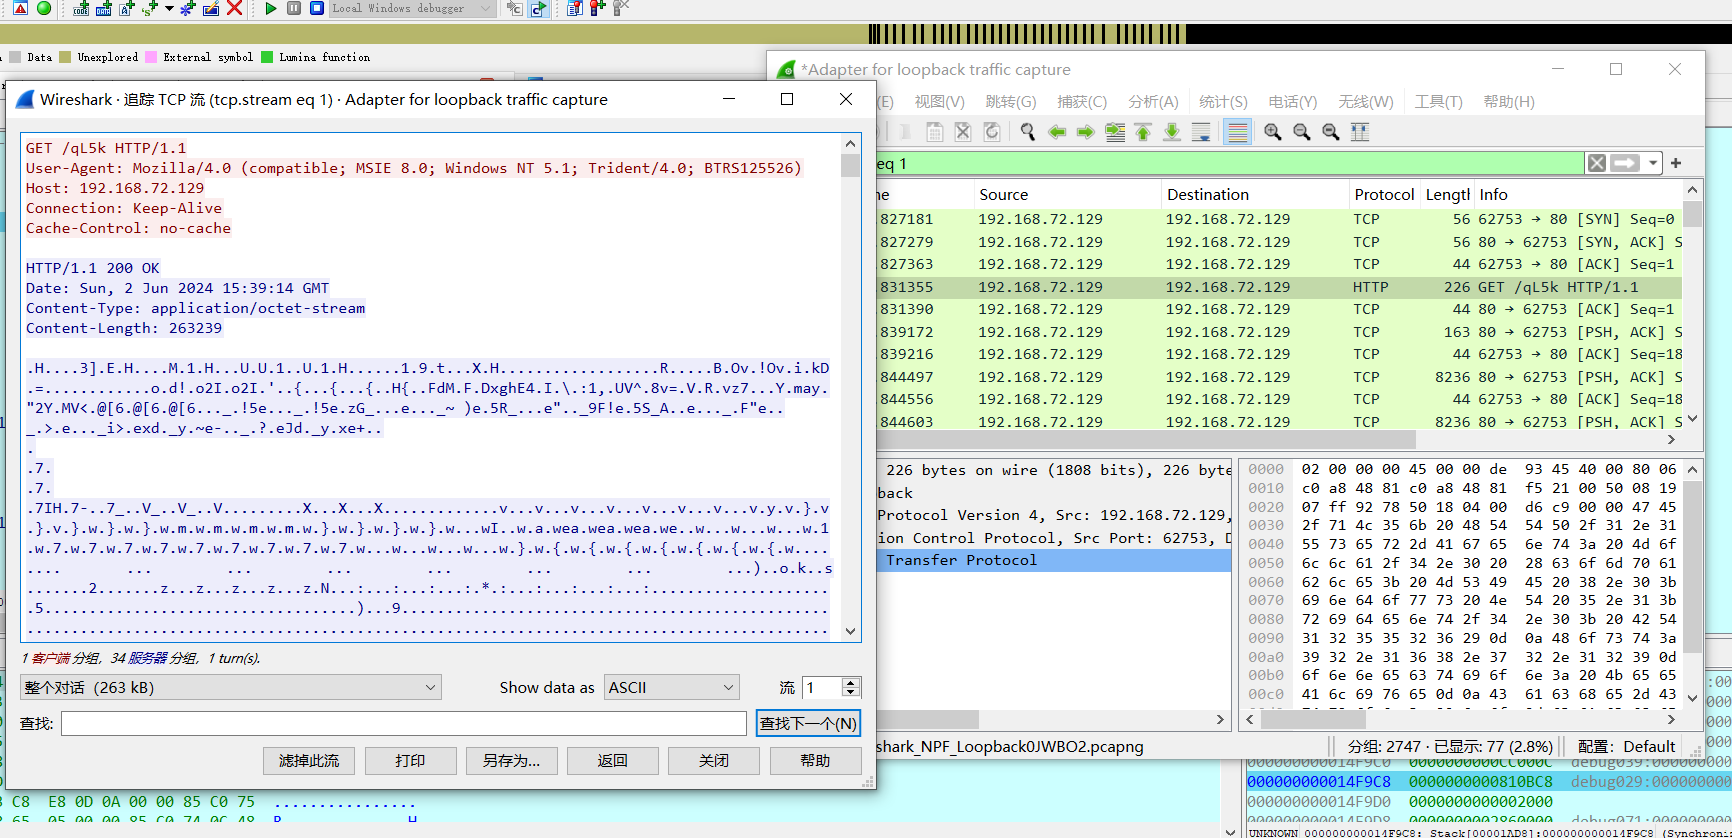 Local Windows debugger
Data Unexplored External symbol Lumina function
Wireshark · 追踪 TCP 流 (tcp.stream eq 1) · Adapter for loopback traffic capture
GET /qL5k HTTP/1.1
User-Agent: Mozilla/4.0 (compatible; MSIE 8.0; Windows NT 5.1; Trident/4.0; BTRS125526)
Host: 192.168.72.129
Connection: Keep-Alive
Cache-Control: no-cache
HTTP/1.1 200 OK
Date: Sun, 2 Jun 2024 15:39:14 GMT
Content-Type: application/octet-stream
Content-Length: 263239
.H....3].E.H....M.1.H...U.U.1..U.1.H......1.9.t...X.H..................R.....B.Ov.!Ov.i.kD
.=............o.d!.o2I.o2I.'..{...{...{..H{..FdM.F.DxghE4.I.\.:1,.UV^.8v=.V.R.vz7...Y.may.
"2Y.MV<.@[6.@[6.@[6..._.!5e..._.!5e.zG_...e..._~ )e.5R_...e".._9F!e.5S_A..e..._.F"e..
_.>.e..._i>.exd._y.~e-.._.?.eJd._y.xe+..
.
.7.
.7.
.7IH.7-..7_..V_..V_..V.........X...X...X.............v...v...v...v...v...v...v.y.v.}.v
.}.v.}.w.}.w.}.w.m.w.m.w.m.w.m.w.}.w.}.w.}.w.}.w...wI..w.a.wea.wea.wea.we..w...w...w...w.1
.w.7.w.7.w.7.w.7.w.7.w.7.w.7.w.7.w...w...w...w...w.}.w.{.w.{.w.{.w.{.w.{.w.{.w.{.w....
.... ... ... ... ... ... ... ...)..o.k..s
.......2.......z...z...z...z...z.N...:...:...:...:.*.:...:...:...:...:....................
.5...................................)...9................................................
1 客户端 分组, 34 服务器 分组, 1 turn(s).
整个对话 (263 kB) Show data as ASCII 流 1
查找: 查找下一个(N)
滤掉此流 打印 另存为... 返回 关闭 帮助
*Adapter for loopback traffic capture
(E) 视图(V) 跳转(G) 捕获(C) 分析(A) 统计(S) 电话(Y) 无线(W) 工具(T) 帮助(H)
eq 1
Source Destination Protocol Lengtl Info
.827181 192.168.72.129 192.168.72.129 TCP 56 62753 → 80 [SYN] Seq=0
.827279 192.168.72.129 192.168.72.129 TCP 56 80 → 62753 [SYN, ACK] S
.827363 192.168.72.129 192.168.72.129 TCP 44 62753 → 80 [ACK] Seq=1
.831355 192.168.72.129 192.168.72.129 HTTP 226 GET /qL5k HTTP/1.1
.831390 192.168.72.129 192.168.72.129 TCP 44 80 → 62753 [ACK] Seq=1
.839172 192.168.72.129 192.168.72.129 TCP 163 80 → 62753 [PSH, ACK] S
.839216 192.168.72.129 192.168.72.129 TCP 44 62753 → 80 [ACK] Seq=18
.844497 192.168.72.129 192.168.72.129 TCP 8236 80 → 62753 [PSH, ACK] S
.844556 192.168.72.129 192.168.72.129 TCP 44 62753 → 80 [ACK] Seq=18
.844603 192.168.72.129 192.168.72.129 TCP 8236 80 → 62753 [PSH, ACK] S
226 bytes on wire (1808 bits), 226 byte
back
Protocol Version 4, Src: 192.168.72.129,
ion Control Protocol, Src Port: 62753, D
Transfer Protocol
0000 02 00 00 00 45 00 00 de 93 45 40 00 80 06
0010 c0 a8 48 81 c0 a8 48 81 f5 21 00 50 08 19
0020 07 ff 92 78 50 18 04 00 d6 c9 00 00 47 45
0030 2f 71 4c 35 6b 20 48 54 54 50 2f 31 2e 31
0040 55 73 65 72 2d 41 67 65 6e 74 3a 20 4d 6f
0050 6c 6c 61 2f 34 2e 30 20 28 63 6f 6d 70 61
0060 62 6c 65 3b 20 4d 53 49 45 20 38 2e 30 3b
0070 69 6e 64 6f 77 73 20 4e 54 20 35 2e 31 3b
0080 72 69 64 65 6e 74 2f 34 2e 30 3b 20 42 54
0090 31 32 35 35 32 36 29 0d 0a 48 6f 73 74 3a
00a0 39 32 2e 31 36 38 2e 37 32 2e 31 32 39 0d
00b0 6f 6e 6e 65 63 74 69 6f 6e 3a 20 4b 65 65
00c0 41 6c 69 76 65 0d 0a 43 61 63 68 65 2d 43
shark_NPF_Loopback0JWBO2.pcapng 分组: 2747 · 已显示: 77 (2.8%) 配置: Default
000000000014F9C0 0000000000CC000C debug039:000000
000000000014F9C8 0000000000810BC8 debug029:0000000
000000000014F9D0 0000000000002000
000000000014F9D8 0000000002860000 debug071:0000000
UNKNOWN 000000000014F9C8: Stack[00001AD8]:000000000014F9C8 (Synchroni
C8 E8 0D 0A 00 00 85 C0 75 ................
65 05 00 00 85 C0 74 0C 48